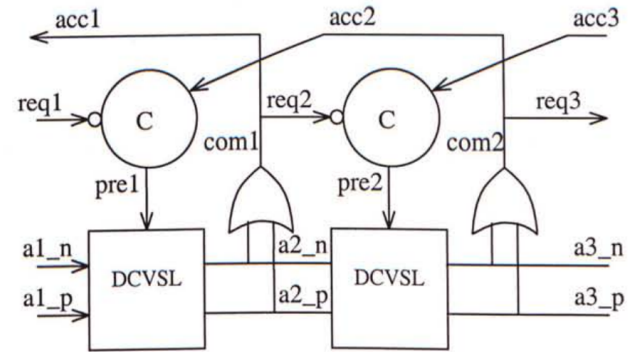 acc1 acc2 acc3
req1 C req2 C req3
com1 com2
pre1 pre2
a1_n a2_n a3_n
DCVSL DCVSL
a1_p a2_p a3_p